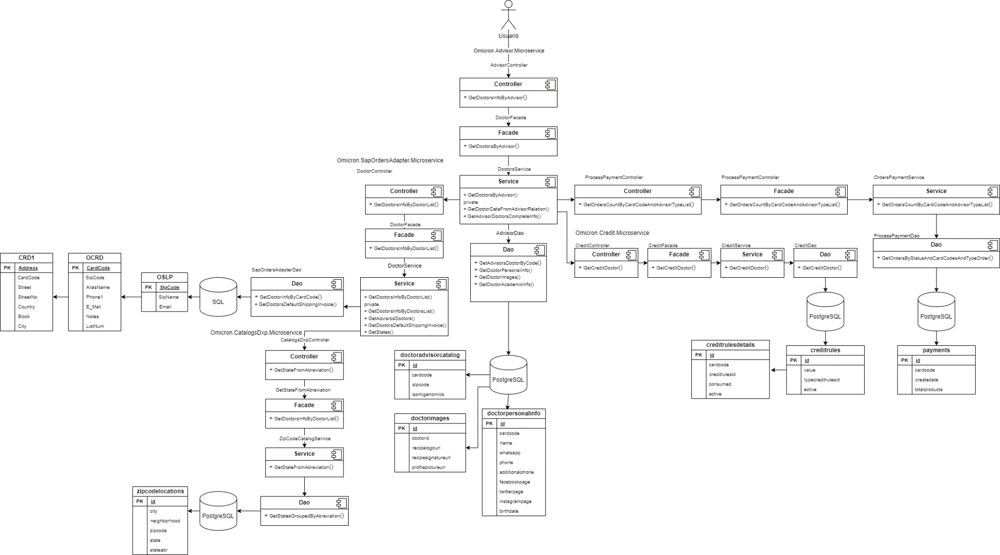 Usuario
Omicron.Advisor.Microservice
AdvisorController
Controller
+ GetDoctorsInfoByAdvisor()
DoctorFacade
Facade
+ GetDoctorsByAdvisor()
DoctorsService
Service
+ GetDoctorsByAdvisor()
private
+ GetDoctorDataFromAdvisorRelation()
+ GetAdvisorDoctorsCompleteInfo()
Omicron.SapOrdersAdapter.Microservice
DoctorController
Controller
+ GetDoctorsInfoByDoctorList()
DoctorFacade
Facade
+ GetDoctorsInfoByDoctorList()
DoctorService
Service
+ GetDoctorsInfoByDoctorList()
private
+ GetDoctorsInfoByDoctorsList()
+ GetAdvisrosDoctors()
+ GetDoctorsDefaultShippingInvoice()
+ GetStates()
SapOrdersAdapterDao
Dao
+ GetDoctorInfoByCardCode()
+ GetDoctorsDefaultShippingInvoice()
SQL
OSLP
PK SlpCode
SlpName
Email
OCRD
PK CardCode
SlpCode
AliasName
Phone1
E_Mail
Notes
ListNum
CRD1
PK Address
CardCode
Street
StreetNo
Country
Block
City
Omicron.CatalogsDxp.Microservice
CatalogsDxpController
Controller
+ GetStateFromAbreviation()
GetStateFromAbreviation
Facade
+ GetDoctorsInfoByDoctorList()
ZipCodeCatalogService
Service
+ GetStateFromAbreviation()
Dao
+ GetStatesGroupedByAbreviation()
PostgreSQL
zipcodelocations
PK id
city
neighborhood
zipcode
state
stateabr
AdvisorDao
Dao
+ GetAdvisorsDoctorByCode()
+ GetDoctorPersonalInfo()
+ GetDoctorImages()
+ GetDoctorAcademicInfo()
PostgreSQL
doctoradvisorcatalog
PK id
cardcode
slpcode
isomigenomics
doctorimages
PK id
doctorid
recipelogourl
recipesignatureurl
profilepictureurl
doctorpersonalinfo
PK id
cardcode
name
whatsapp
phone
additionalphone
facebookpage
twitterpage
instagrampage
birthdate
ProcessPaymentController
Controller
+ GetOrdersCountByCardCodeAndAdvisorTypeList()
ProcessPaymentController
Facade
+ GetOrdersCountByCardCodeAndAdvisorTypeList()
OrdersPaymentService
Service
+ GetOrdersCountByCardCodeAndAdvisorTypeList()
ProcessPaymentDao
Dao
+ GetOrdersByStatusAndCardCodesAndTypeOrder()
PostgreSQL
payments
PK id
cardcode
createdate
totalproducts
Omicron.Credit.Microservice
CreditController
Controller
+ GetCreditDoctor()
CreditFacade
Facade
+ GetCreditDoctor()
CreditService
Service
+ GetCreditDoctor()
CreditDao
Dao
+ GetCreditDoctor()
PostgreSQL
creditrules
PK id
value
typecreditrulesid
active
creditrulesdetails
PK id
cardcode
creditrulesid
consumed
active